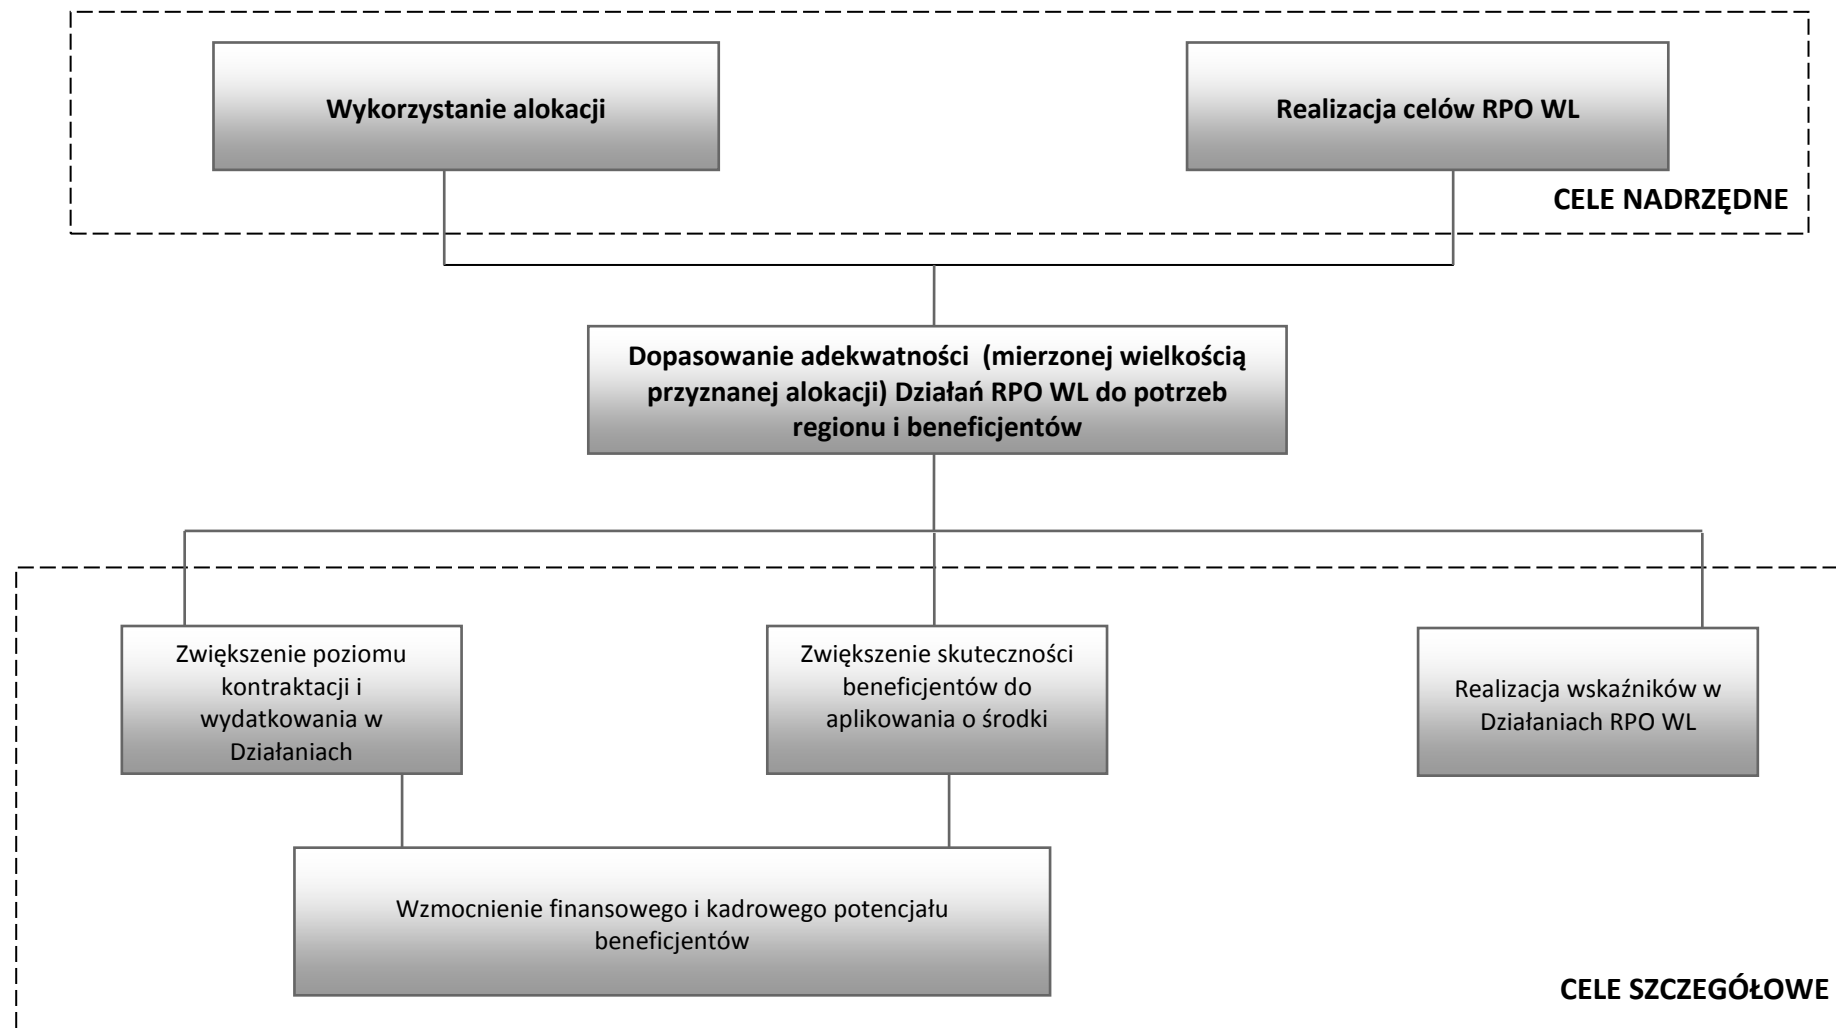 Wykorzystanie alokacji
Realizacja celów RPO WL
CELE NADRZĘDNE
Dopasowanie adekwatności (mierzonej wielkością
przyznanej alokacji) Działań RPO WL do potrzeb
regionu i beneficjentów
Zwiększenie poziomu
kontraktacji i
wydatkowania w
Działaniach
Zwiększenie skuteczności
beneficjentów do
aplikowania o środki
Realizacja wskaźników w
Działaniach RPO WL
Wzmocnienie finansowego i kadrowego potencjału
beneficjentów
CELE SZCZEGÓŁOWE